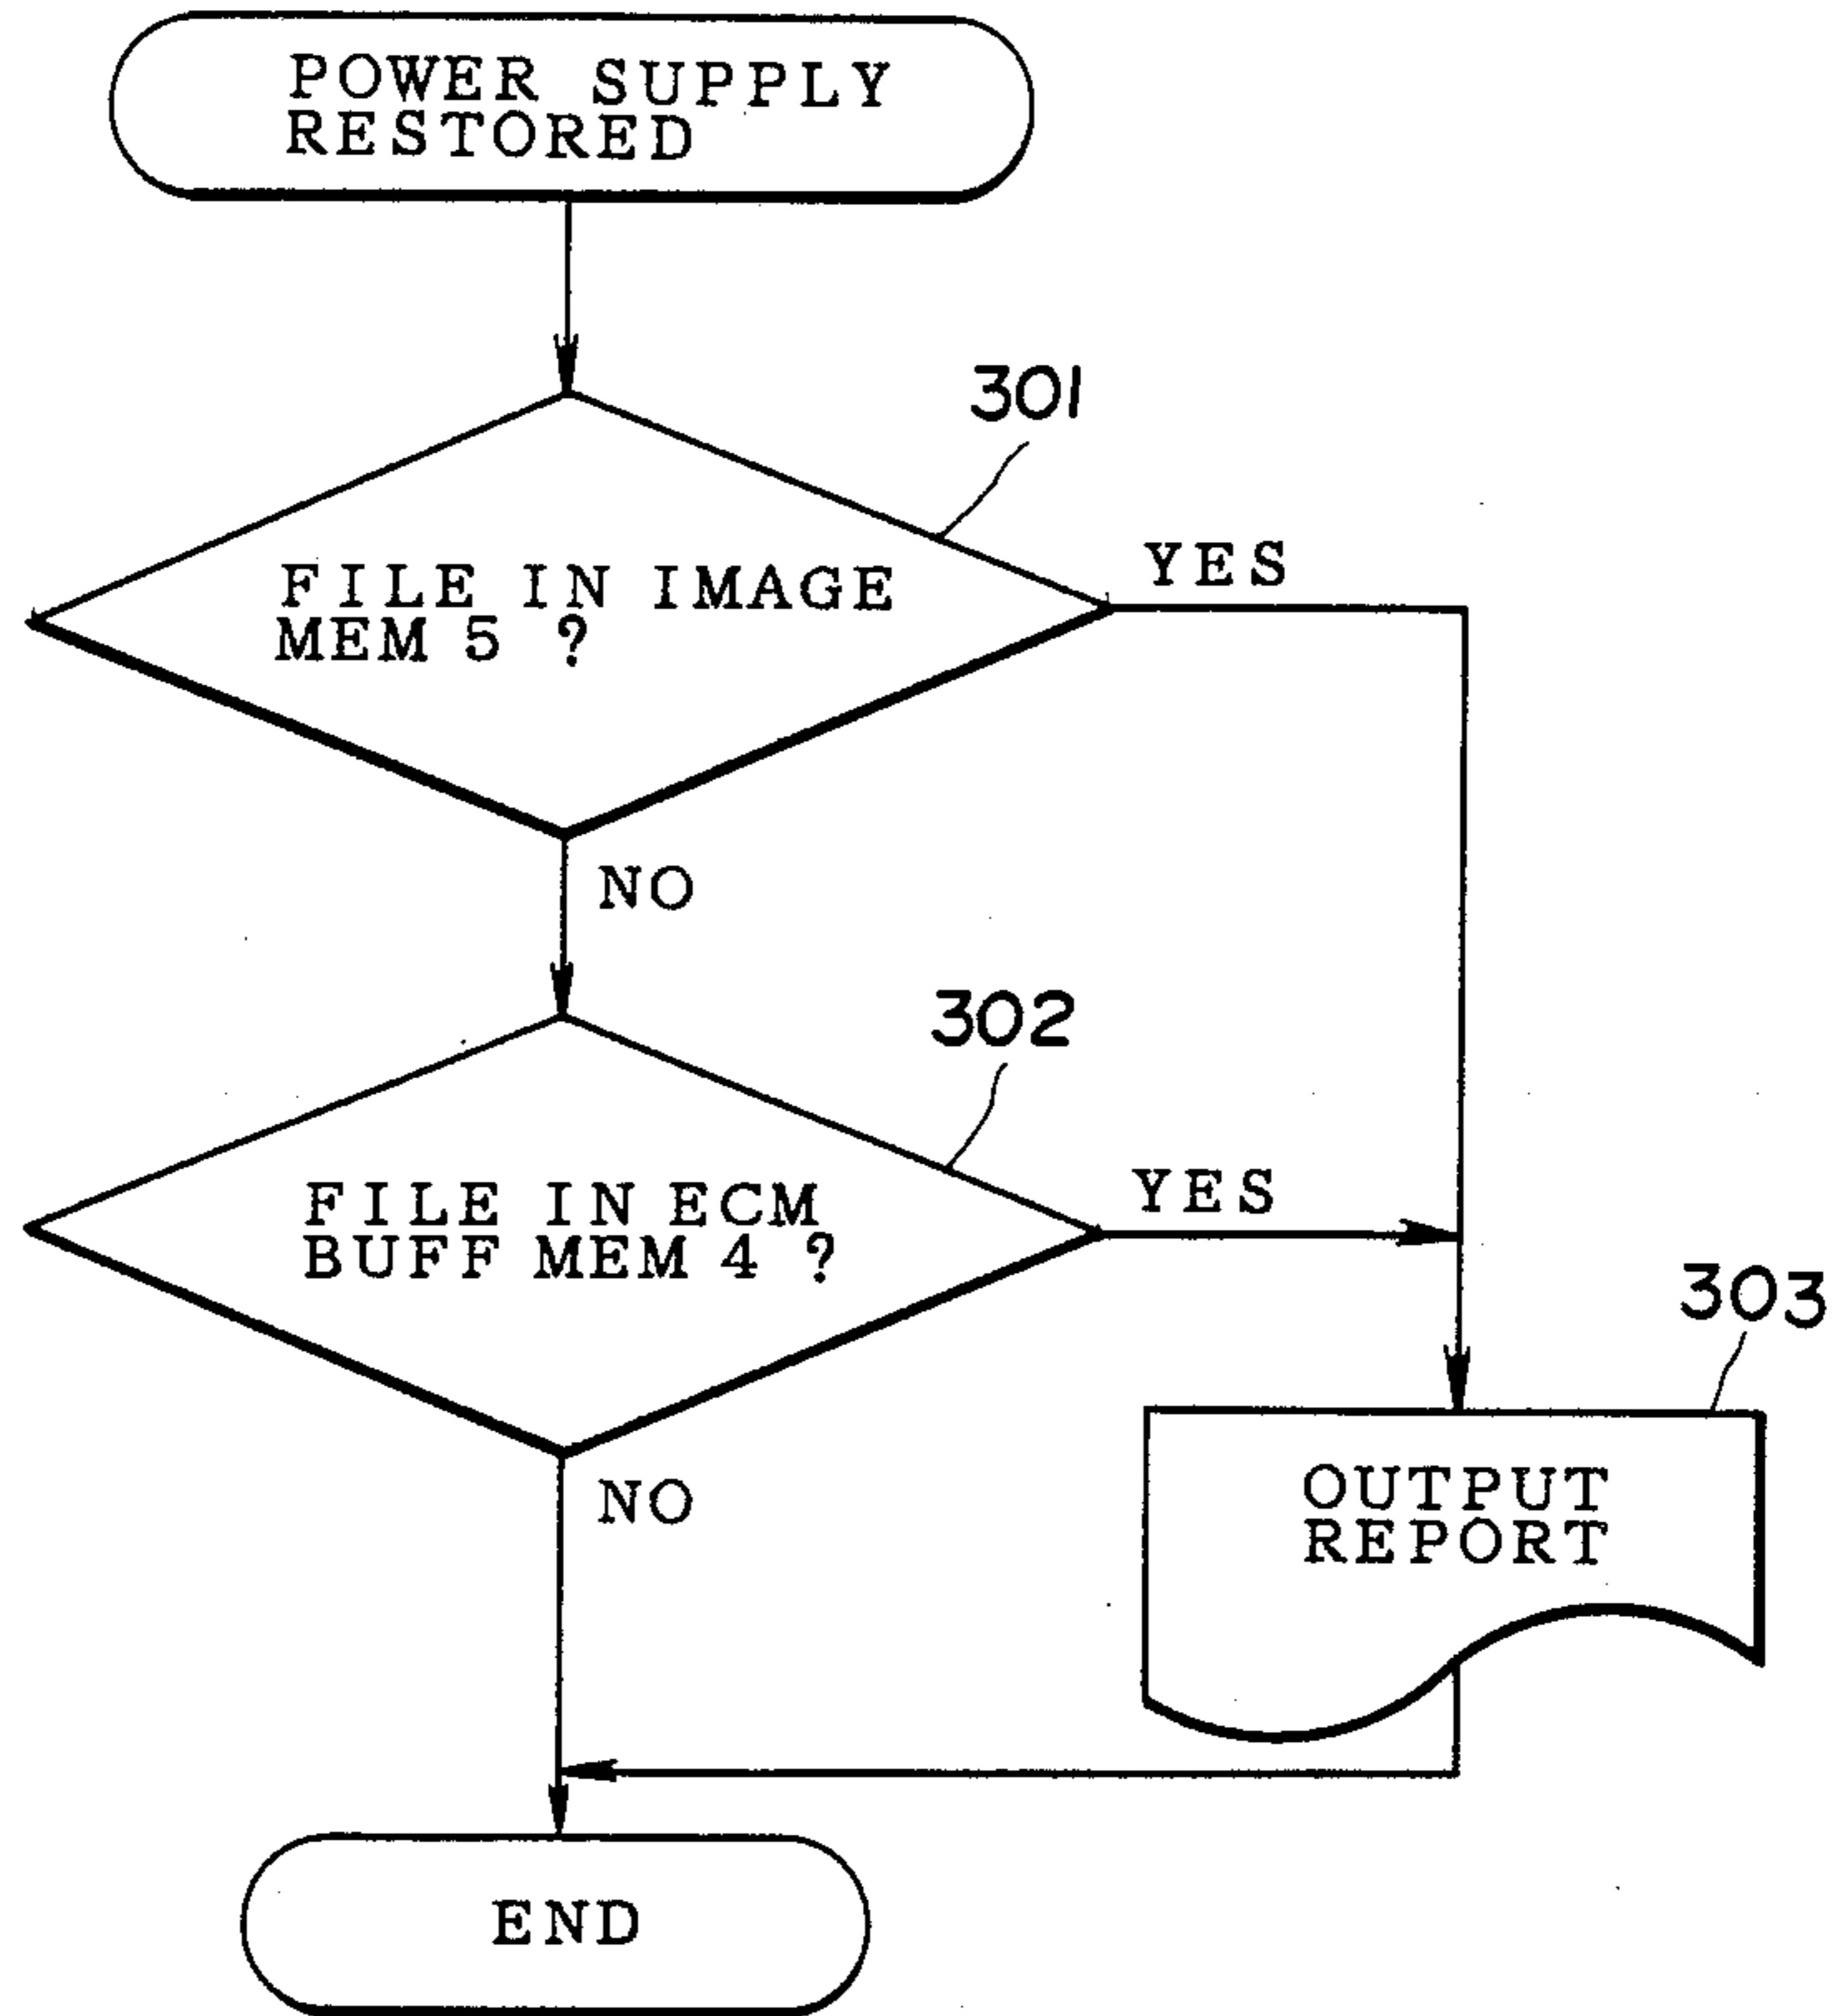 POWER SUPPLY
RESTORED
301
FILE IN IMAGE
MEM 5 ?
YES
NO
302
FILE IN ECM
BUFF MEM 4 ?
YES
303
NO
OUTPUT
REPORT
END